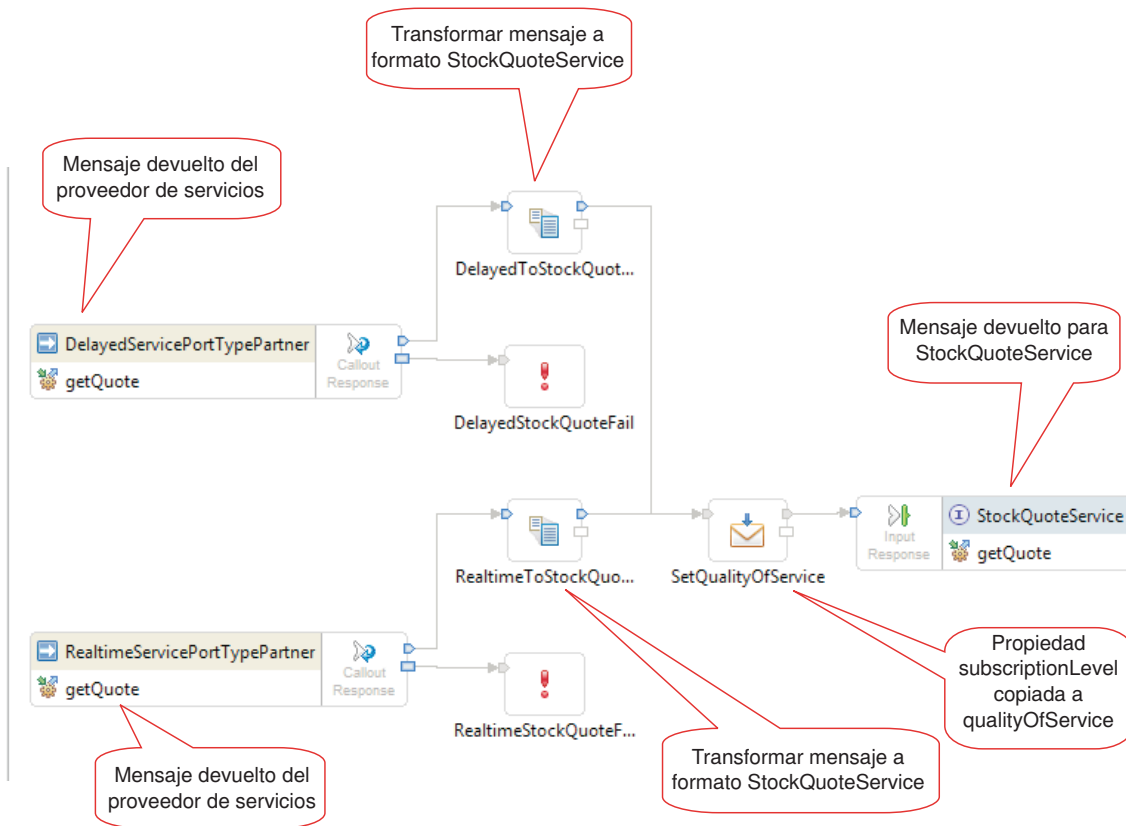 Transformar mensaje a
formato StockQuoteService
Mensaje devuelto del
proveedor de servicios
DelayedToStockQuot...
DelayedServicePortTypePartner
getQuote
Callout
Response
DelayedStockQuoteFail
Mensaje devuelto para
StockQuoteService
RealtimeToStockQuo...
SetQualityOfService
Input
Response
StockQuoteService
getQuote
RealtimeServicePortTypePartner
getQuote
Callout
Response
RealtimeStockQuoteF...
Propiedad
subscriptionLevel
copiada a
qualityOfService
Transformar mensaje a
formato StockQuoteService
Mensaje devuelto del
proveedor de servicios